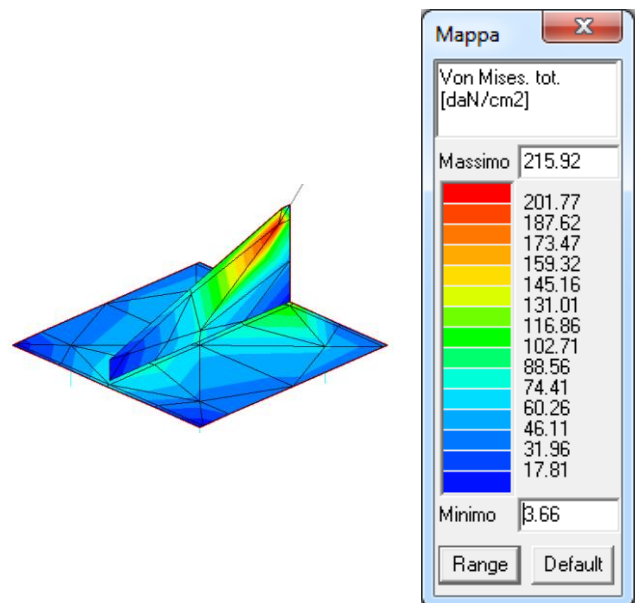 Mappa
Von Mises. tot.
[daN/cm2]
Massimo 215.92
201.77
187.62
173.47
159.32
145.16
131.01
116.86
102.71
88.56
74.41
60.26
46.11
31.96
17.81
Minimo 3.66
Range Default